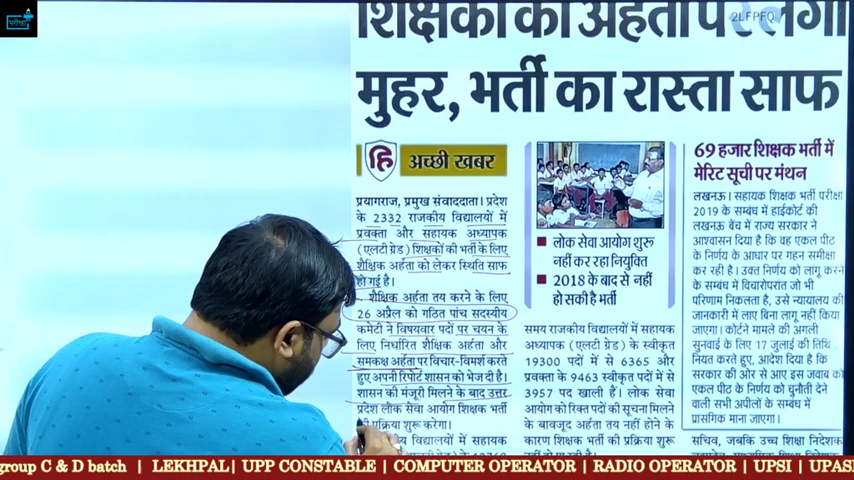 परीक्षा
शिक्षकों की अर्हता पर लगी
2LFPFQ
मुहर, भर्ती का रास्ता साफ
हि अच्छी खबर
प्रयागराज, प्रमुख संवाददाता। प्रदेश
के 2332 राजकीय विद्यालयों में
प्रवक्ता और सहायक अध्यापक
(एलटी ग्रेड) शिक्षकों की भर्ती के लिए
शैक्षिक अर्हता को लेकर स्थिति साफ
हो गई है।
शैक्षिक अर्हता तय करने के लिए
26 अप्रैल को गठित पांच सदस्यीय
कमेटी ने विषयवार पदों पर चयन के
लिए निर्धारित शैक्षिक अर्हता और
समकक्ष अर्हता पर विचार-विमर्श करते
हुए अपनी रिपोर्ट शासन को भेज दी है।
शासन की मंजूरी मिलने के बाद उत्तर
प्रदेश लोक सेवा आयोग शिक्षक भर्ती
की प्रक्रिया शुरू करेगा।
विद्यालयों में सहायक
लोक सेवा आयोग शुरू
नहीं कर रहा नियुक्ति
2018 के बाद से नहीं
हो सकी है भर्ती
समय राजकीय विद्यालयों में सहायक
अध्यापक (एलटी ग्रेड) के स्वीकृत
19300 पदों में से 6365 और
प्रवक्ता के 9463 स्वीकृत पदों में से
3957 पद खाली हैं। लोक सेवा
आयोग को रिक्त पदों की सूचना मिलने
के बावजूद अर्हता तय नहीं होने के
कारण शिक्षक भर्ती की प्रक्रिया शुरू
नहीं हो पा रही है।
69 हजार शिक्षक भर्ती में
मेरिट सूची पर मंथन
लखनऊ। सहायक शिक्षक भर्ती परीक्षा
2019 के सम्बंध में हाईकोर्ट की
लखनऊ बेंच में राज्य सरकार ने
आश्वासन दिया है कि वह एकल पीठ
के निर्णय के आधार पर गहन समीक्षा
कर रही है। उक्त निर्णय को लागू करने
के सम्बंध में विचारोपरांत जो भी
परिणाम निकलता है, उसे न्यायालय की
जानकारी में लाए बिना लागू नहीं किया
जाएगा। कोर्ट ने मामले की अगली
सुनवाई के लिए 17 जुलाई की तिथि
नियत करते हुए, आदेश दिया है कि
सरकार की ओर से आए इस जवाब को
एकल पीठ के निर्णय को चुनौती देने
वाली सभी अपीलों के सम्बंध में
प्रासंगिक माना जाएगा।
सचिव, जबकि उच्च शिक्षा निदेशक
group C & D batch | LEKHPAL | UPP CONSTABLE | COMPUTER OPERATOR | RADIO OPERATOR | UPSI | UPAS